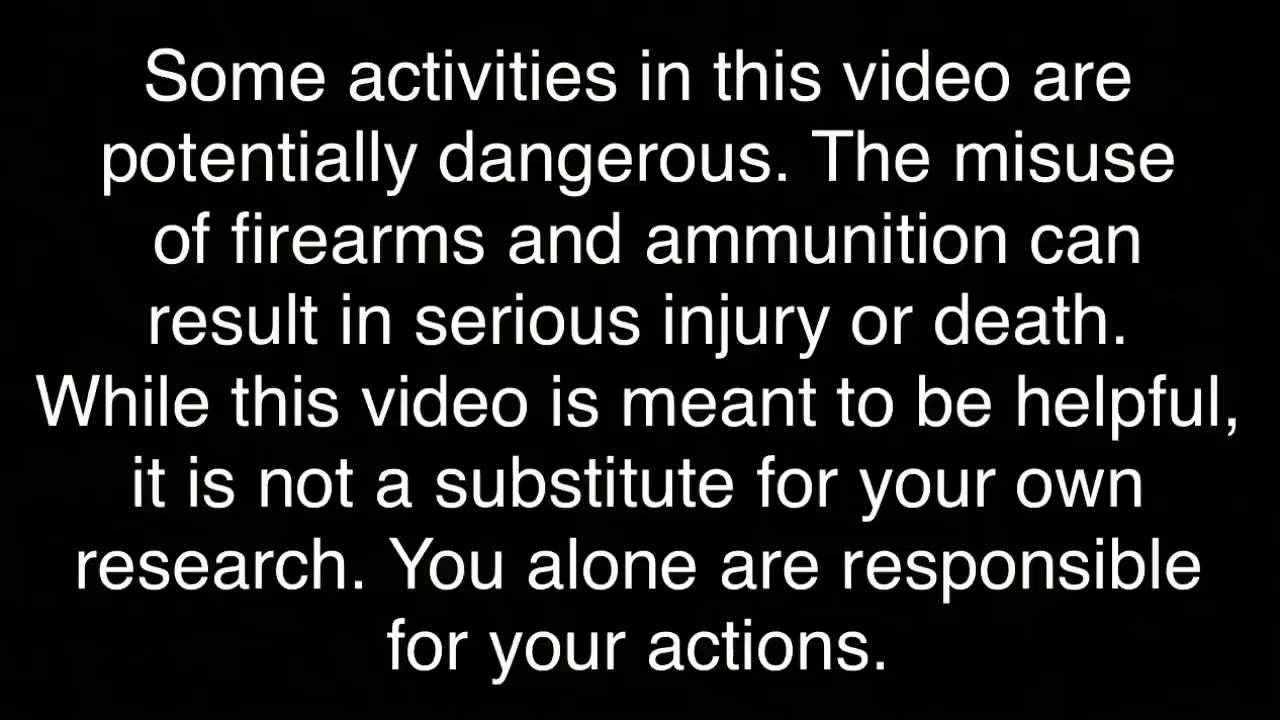 Some activities in this video are
potentially dangerous. The misuse
of firearms and ammunition can
result in serious injury or death.
While this video is meant to be helpful,
it is not a substitute for your own
research. You alone are responsible
for your actions.